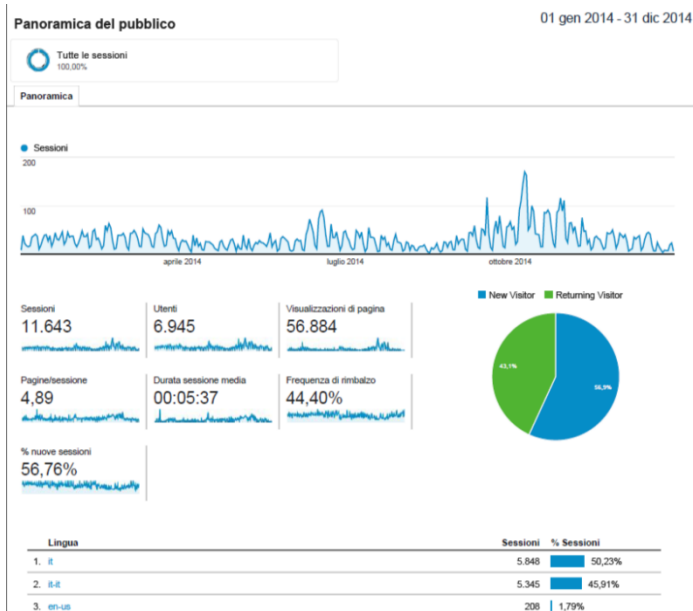 Panoramica del pubblico
01 gen 2014 - 31 dic 2014
Tutte le sessioni
100,00%
Panoramica
Sessioni
200
100
aprile 2014
luglio 2014
ottobre 2014
New Visitor
Returning Visitor
Sessioni
Utenti
Visualizzazioni di pagina
11.643
6.945
56.884
43,1%
56,9%
Pagine/sessione
Durata sessione media
Frequenza di rimbalzo
4,89
00:05:37
44,40%
% nuove sessioni
56,76%
Lingua Sessioni % Sessioni
1. it 5.848 50,23%
2. it-it 5.345 45,91%
3. en-us 208 1,79%